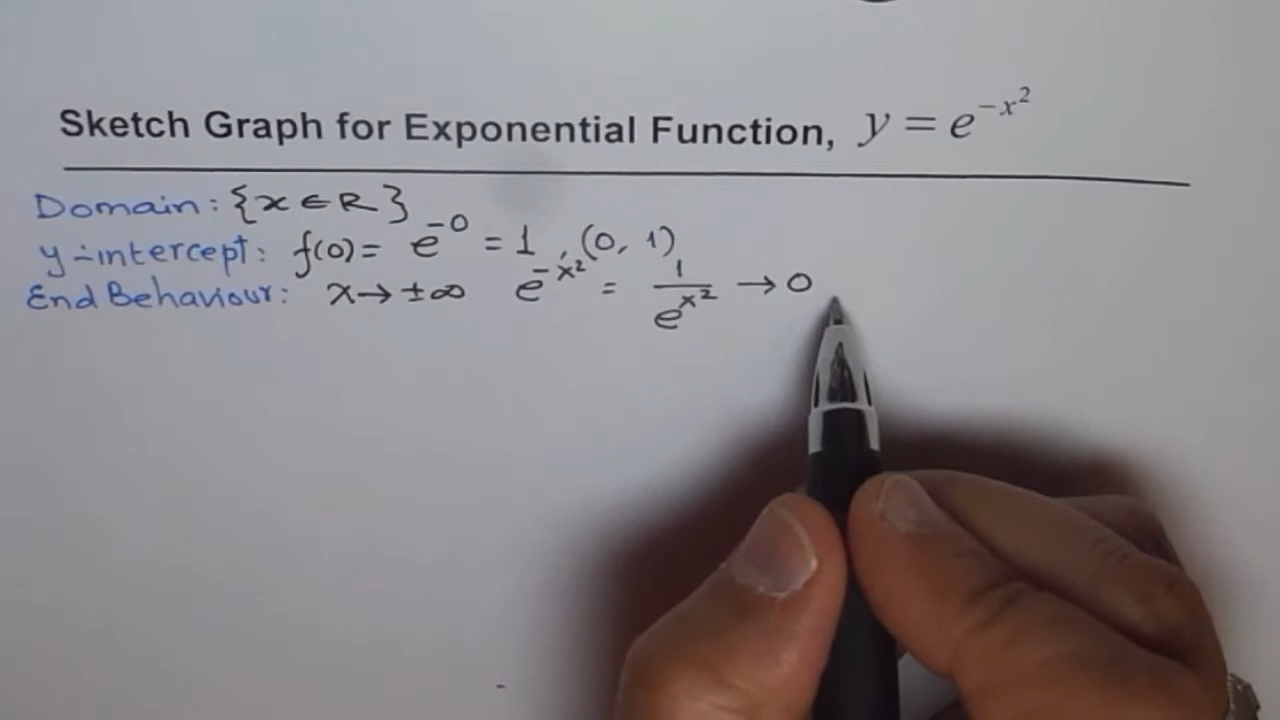 Sketch Graph for Exponential Function, y = e^{-x^2}
Domain: {x ∈ R}
y-intercept: f(0) = e^{-0} = 1, (0, 1)
End Behaviour: x → ±∞ e^{-x^2} = 1/e^{x^2} → 0